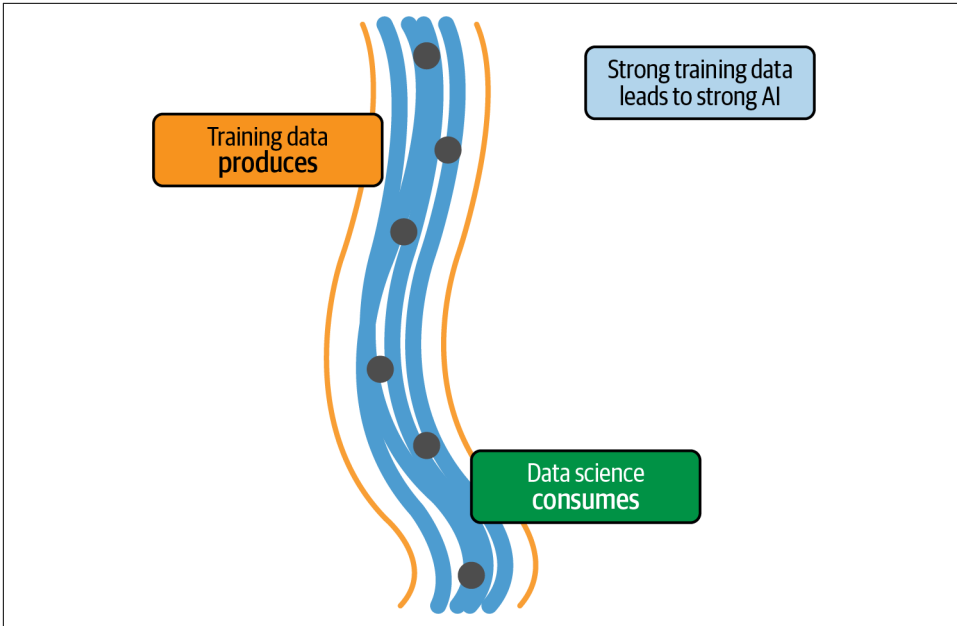 Strong training data
leads to strong AI
Training data
produces
Data science
consumes